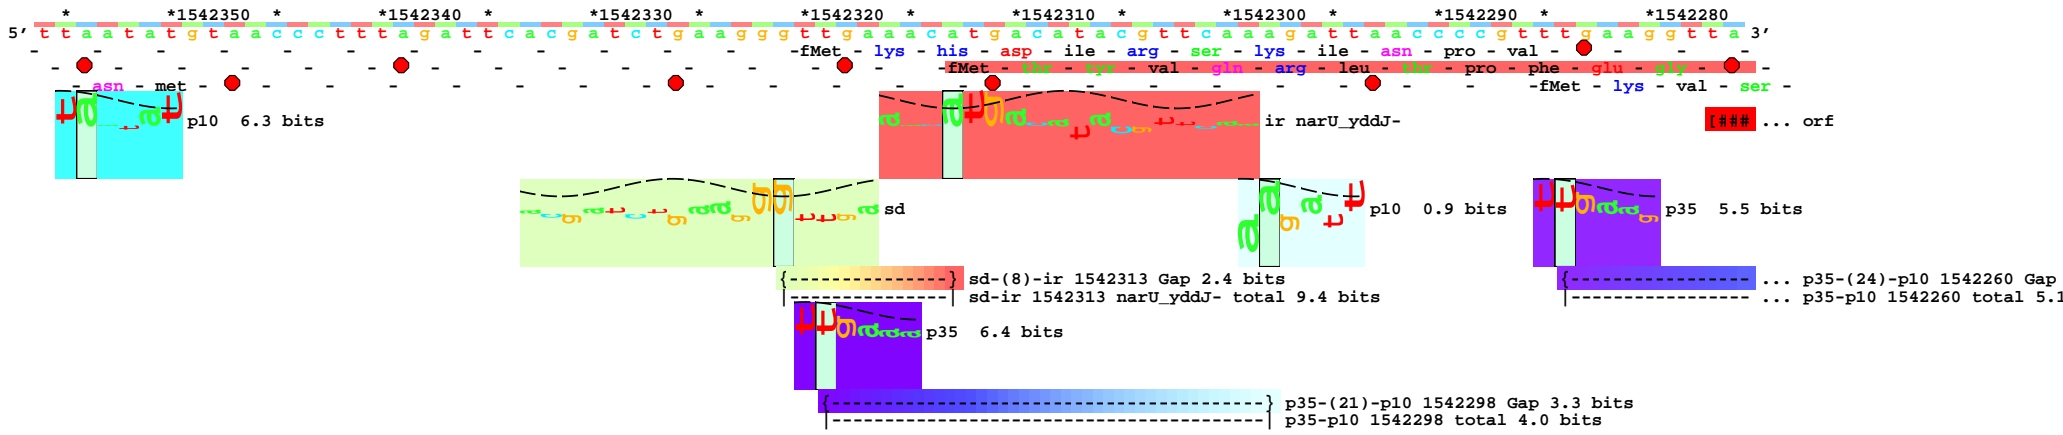 * *1542350 * *1542340 * *1542330 * *1542320 * *1542310 * *1542300 * *1542290 * *1542280
5' t t a a t a t g t a a c c c t t t a g a t t c a c g a t c t g a a g g g t t g a a a c a t g a c a t a c g t t c a a a g a t t a a c c c c g t t t g a a g g t t a 3'
- - - - - - - - - - - - -fMet - lys - his - asp - ile - arg - ser - lys - ile - asn - pro - val - - -
- - - - - - - - - - - - -fMet - thr - tyr - val - gln - arg - leu - thr - pro - phe - glu - gly - -
- asn - met - - - - - - - - - - - - - - -fMet - lys - val - ser -
p10 6.3 bits
ir narU_yddJ-
[### ... orf
sd
p10 0.9 bits
p35 5.5 bits
{---------------} sd-(8)-ir 1542313 Gap 2.4 bits
{------------------ ... p35-(24)-p10 1542260 Gap
|---------------| sd-ir 1542313 narU_yddJ- total 9.4 bits
|----------------- ... p35-p10 1542260 total 5.1
p35 6.4 bits
{-----------------------------------------} p35-(21)-p10 1542298 Gap 3.3 bits
|-----------------------------------------| p35-p10 1542298 total 4.0 bits